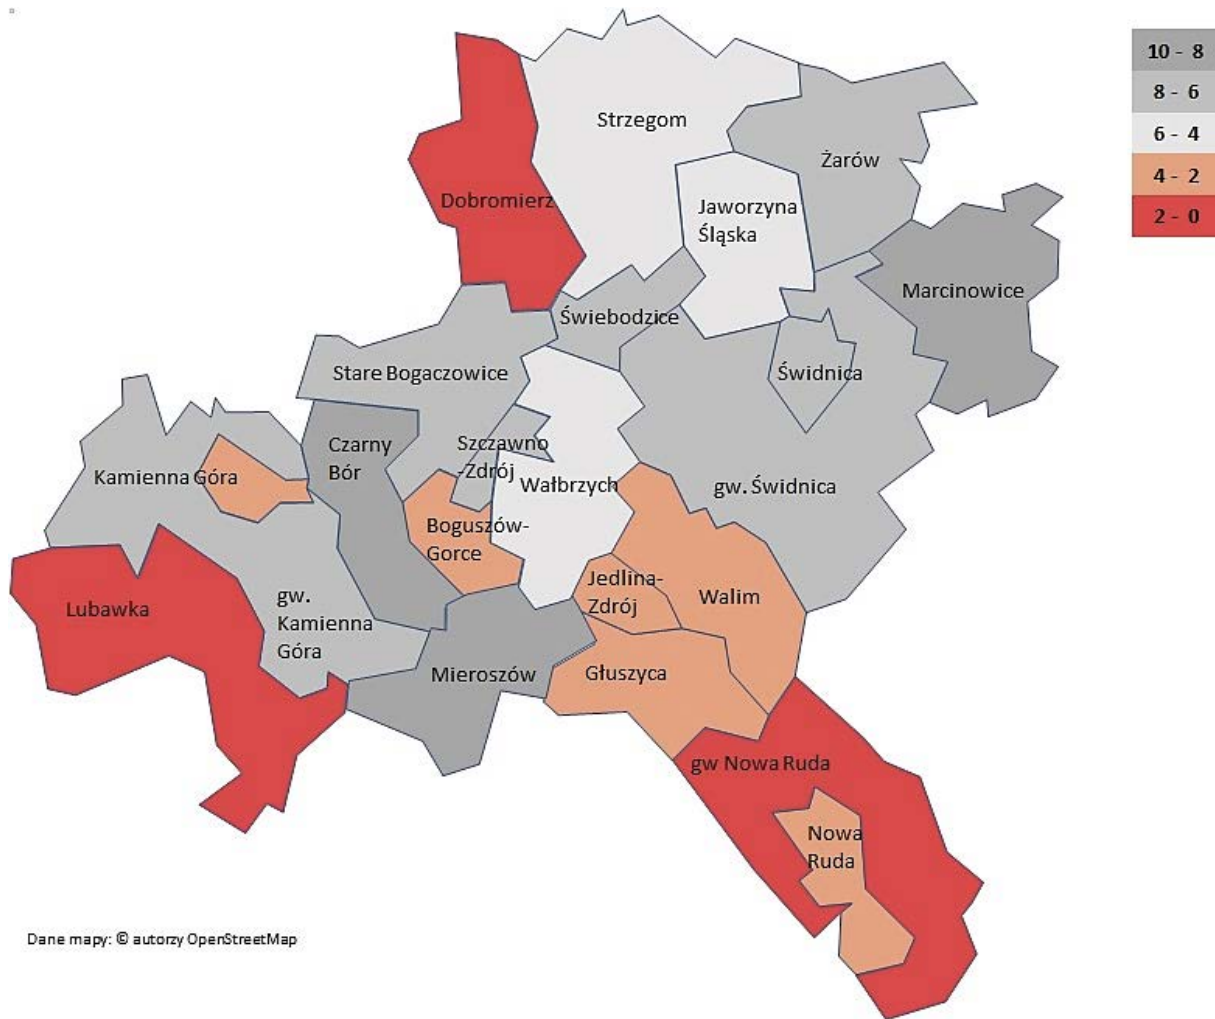 10 - 8
8 - 6
6 - 4
4 - 2
2 - 0
Strzegom
Żarów
Dobromierz
Jaworzyna
Śląska
Marcinowice
Świebodzice
Stare Bogaczowice
Świdnica
Czarny
Bór
Szczawno
-Zdrój
Kamienna Góra
Wałbrzych
gw. Świdnica
Boguszów-
Gorce
Jedlina-
Zdrój
Walim
Lubawka
gw.
Kamienna
Góra
Mieroszów
Głuszyca
gw Nowa Ruda
Nowa
Ruda
Dane mapy: © autorzy OpenStreetMap